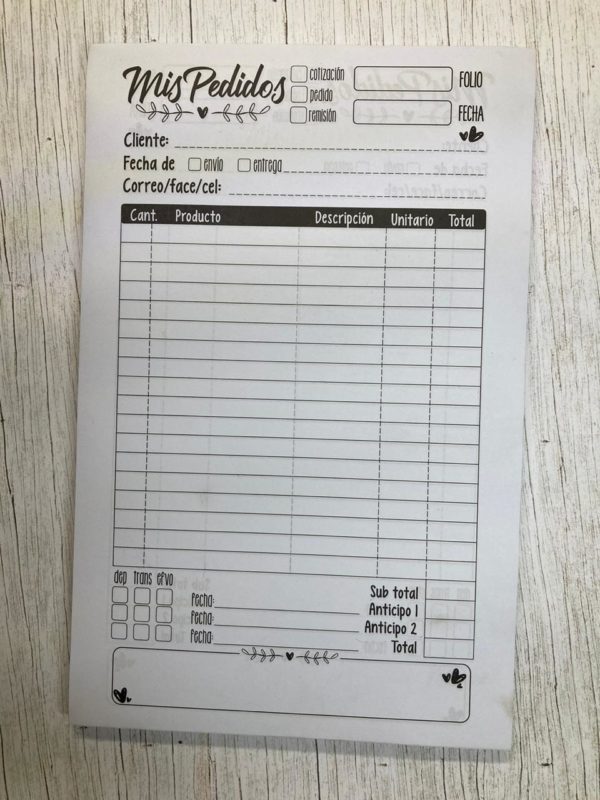 Mis Pedidos
cotización
FOLIO
pedido
remisión
FECHA
Cliente:
Fecha de envío entrega
Correo/face/cel:
Cant. Producto Descripción Unitario Total
dep trans efvo
Sub total
fecha: Anticipo 1
fecha: Anticipo 2
fecha: Total